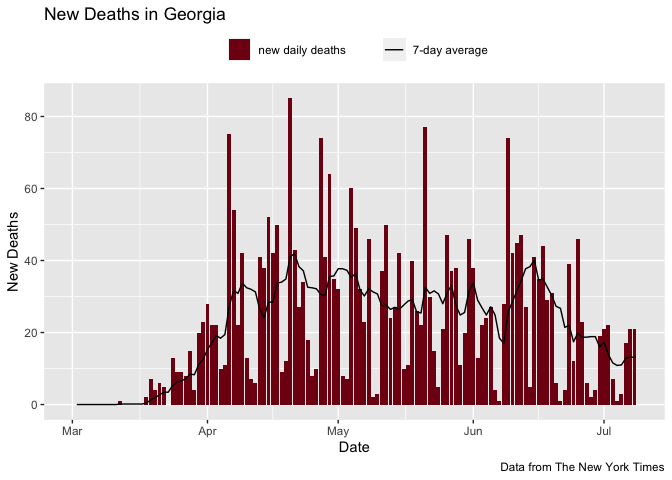 New Deaths in Georgia
new daily deaths 7-day average
80
60
40
20
0
New Deaths
Mar Apr May Jun Jul
Date
Data from The New York Times